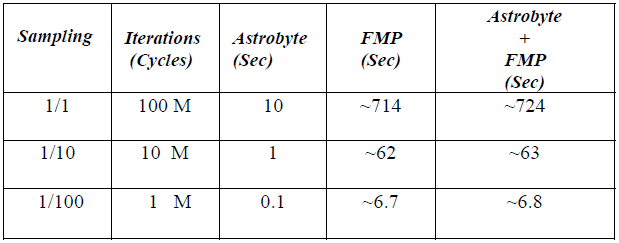 Sampling Iterations (Cycles) Astrobyte (Sec) FMP (Sec) Astrobyte + FMP (Sec)
1/1 100 M 10 ~714 ~724
1/10 10 M 1 ~62 ~63
1/100 1 M 0.1 ~6.7 ~6.8